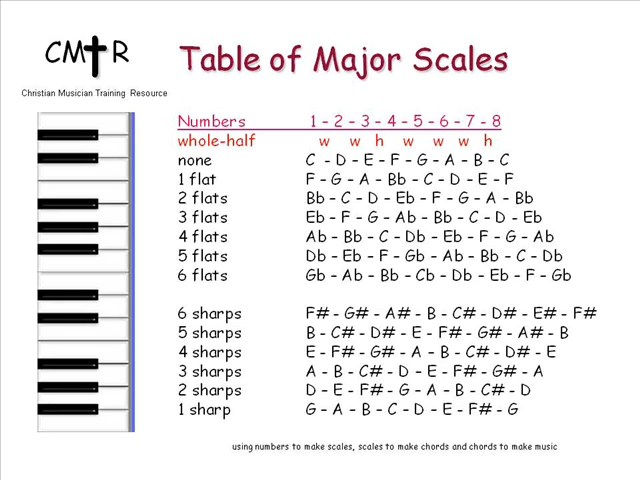 CM R
Christian Musician Training Resource
Table of Major Scales
Numbers 1 - 2 - 3 - 4 - 5 - 6 - 7 - 8
whole-half w w h w w w h
none C - D - E - F - G - A - B - C
1 flat F - G - A - Bb - C - D - E - F
2 flats Bb - C - D - Eb - F - G - A - Bb
3 flats Eb - F - G - Ab - Bb - C - D - Eb
4 flats Ab - Bb - C - Db - Eb - F - G - Ab
5 flats Db - Eb - F - Gb - Ab - Bb - C - Db
6 flats Gb - Ab - Bb - Cb - Db - Eb - F - Gb
6 sharps F# - G# - A# - B - C# - D# - E# - F#
5 sharps B - C# - D# - E - F# - G# - A# - B
4 sharps E - F# - G# - A - B - C# - D# - E
3 sharps A - B - C# - D - E - F# - G# - A
2 sharps D - E - F# - G - A - B - C# - D
1 sharp G - A - B - C - D - E - F# - G
using numbers to make scales, scales to make chords and chords to make music